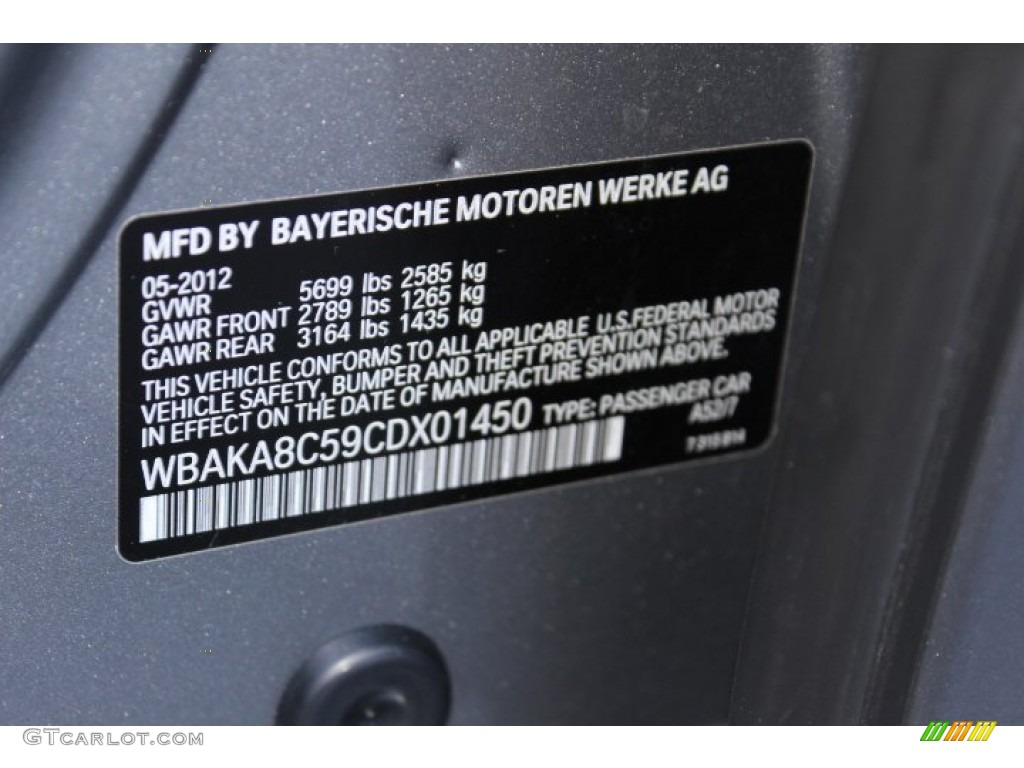 MFD BY BAYERISCHE MOTOREN WERKE AG
05-2012
GVWR 5699 lbs 2585 kg
GAWR FRONT 2789 lbs 1265 kg
GAWR REAR 3164 lbs 1435 kg
THIS VEHICLE CONFORMS TO ALL APPLICABLE U.S.FEDERAL MOTOR
VEHICLE SAFETY, BUMPER AND THEFT PREVENTION STANDARDS
IN EFFECT ON THE DATE OF MANUFACTURE SHOWN ABOVE.
WBAKA8C59CDX01450 TYPE: PASSENGER CAR
A52/7
GTCARLOT.COM